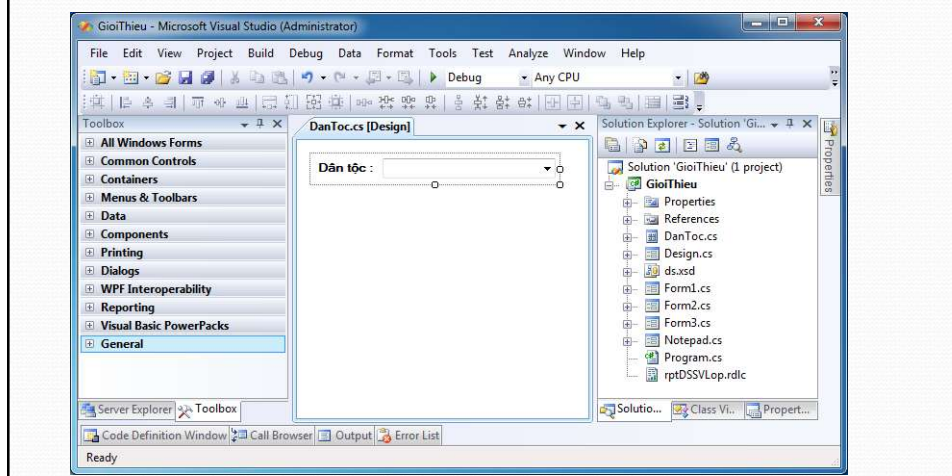 GioiThieu - Microsoft Visual Studio (Administrator)
File Edit View Project Build Debug Data Format Tools Test Analyze Window Help
Debug Any CPU
Toolbox
All Windows Forms
Common Controls
Containers
Menus & Toolbars
Data
Components
Printing
Dialogs
WPF Interoperability
Reporting
Visual Basic PowerPacks
General
Server Explorer Toolbox
DanToc.cs [Design]
Dân tộc :
Solution Explorer - Solution 'Gi...
Solution 'GioiThieu' (1 project)
GioiThieu
Properties
References
DanToc.cs
Design.cs
ds.xsd
Form1.cs
Form2.cs
Form3.cs
Notepad.cs
Program.cs
rptDSSVLop.rdlc
Solutio... Class Vi.. Propert...
Properties
Code Definition Window Call Browser Output Error List
Ready